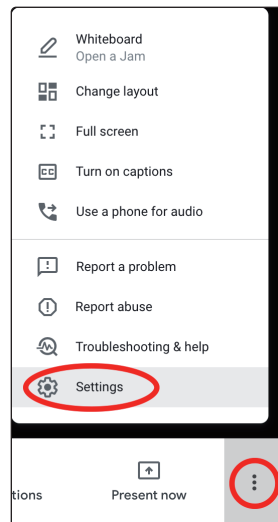 Whiteboard
Open a Jam
Change layout
Full screen
CC Turn on captions
Use a phone for audio
Report a problem
Report abuse
Troubleshooting & help
Settings
tions
Present now